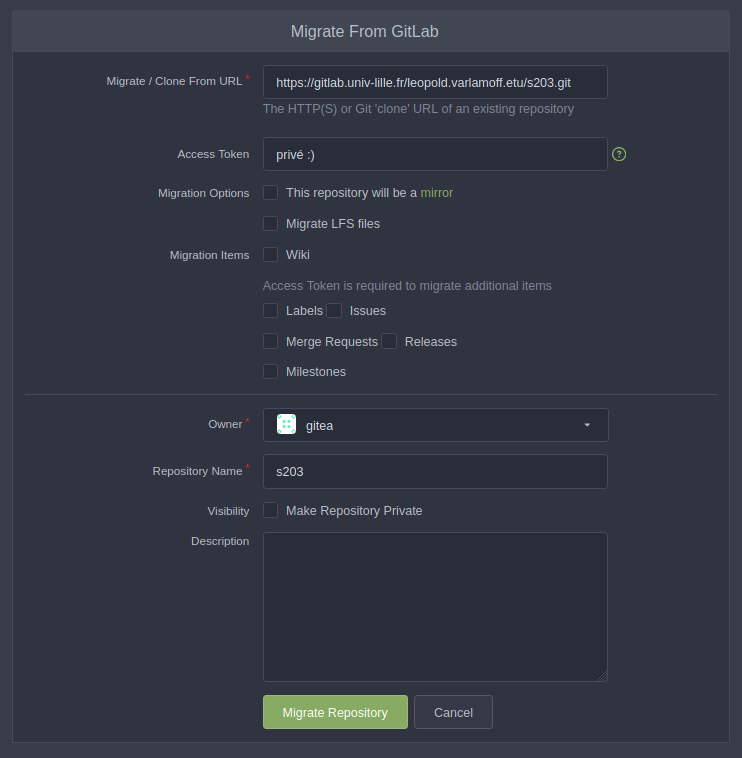 Migrate From GitLab
Migrate / Clone From URL *
https://gitlab.univ-lille.fr/leopold.varlamoff.etu/s203.git
The HTTP(S) or Git 'clone' URL of an existing repository
Access Token
privé :)
?
Migration Options
This repository will be a mirror
Migrate LFS files
Migration Items
Wiki
Access Token is required to migrate additional items
Labels Issues
Merge Requests Releases
Milestones
Owner *
gitea
Repository Name *
s203
Visibility
Make Repository Private
Description
Migrate Repository Cancel